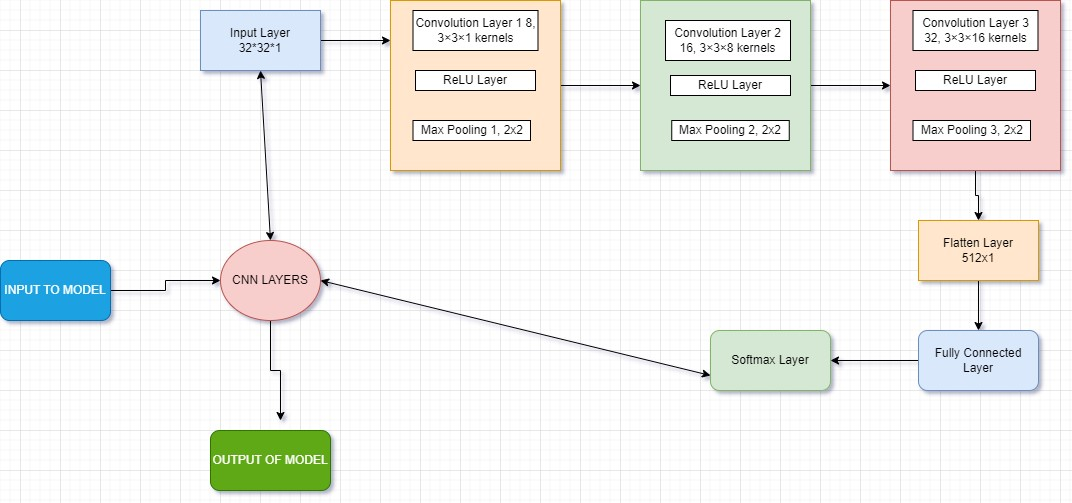 Input Layer
32*32*1
Convolution Layer 1 8,
3×3×1 kernels
ReLU Layer
Max Pooling 1, 2x2
Convolution Layer 2
16, 3×3×8 kernels
ReLU Layer
Max Pooling 2, 2x2
Convolution Layer 3
32, 3×3×16 kernels
ReLU Layer
Max Pooling 3, 2x2
Flatten Layer
512x1
Fully Connected
Layer
Softmax Layer
CNN LAYERS
INPUT TO MODEL
OUTPUT OF MODEL